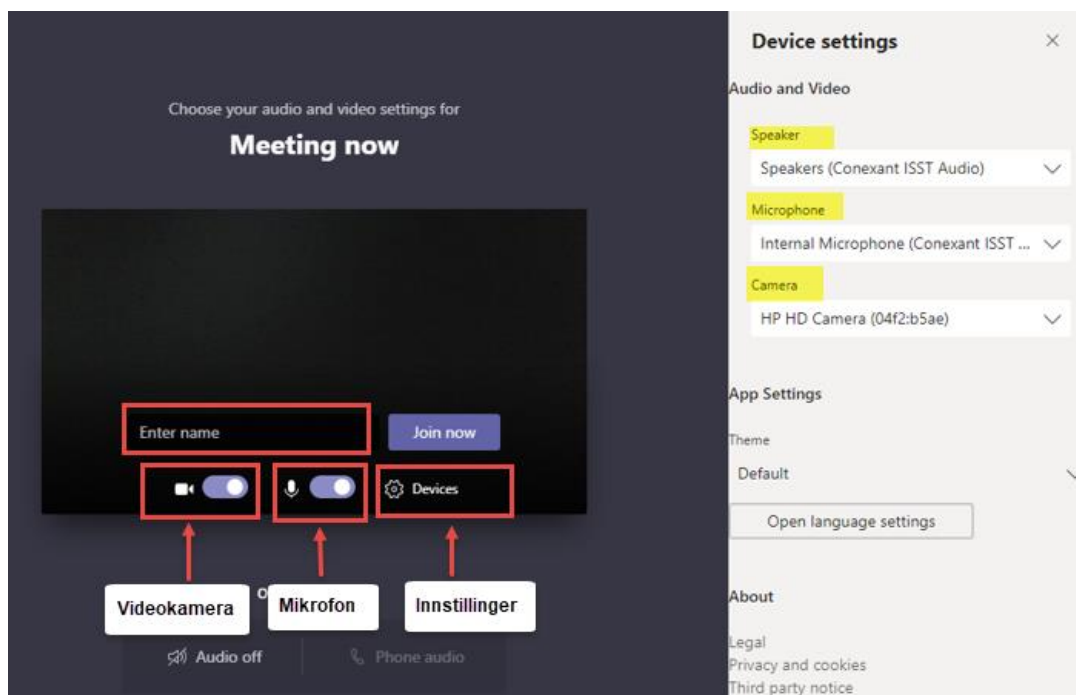 Choose your audio and video settings for
Meeting now
Enter name
Join now
Devices
Videokamera
Mikrofon
Innstillinger
Audio off
Phone audio
Device settings
Audio and Video
Speaker
Speakers (Conexant ISST Audio)
Microphone
Internal Microphone (Conexant ISST ...
Camera
HP HD Camera (04f2:b5ae)
App Settings
Theme
Default
Open language settings
About
Legal
Privacy and cookies
Third party notice